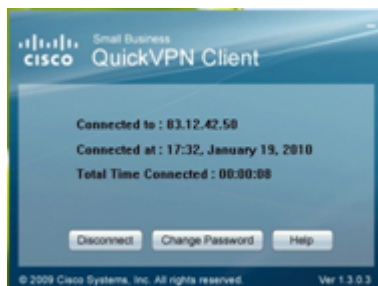 Small Business
CISCO QuickVPN Client
Connected to : 83.12.42.50
Connected at : 17:32, January 19, 2010
Total Time Connected : 00:00:08
Disconnect Change Password Help
© 2009 Cisco Systems, Inc. All rights reserved. Ver 1.3.0.3